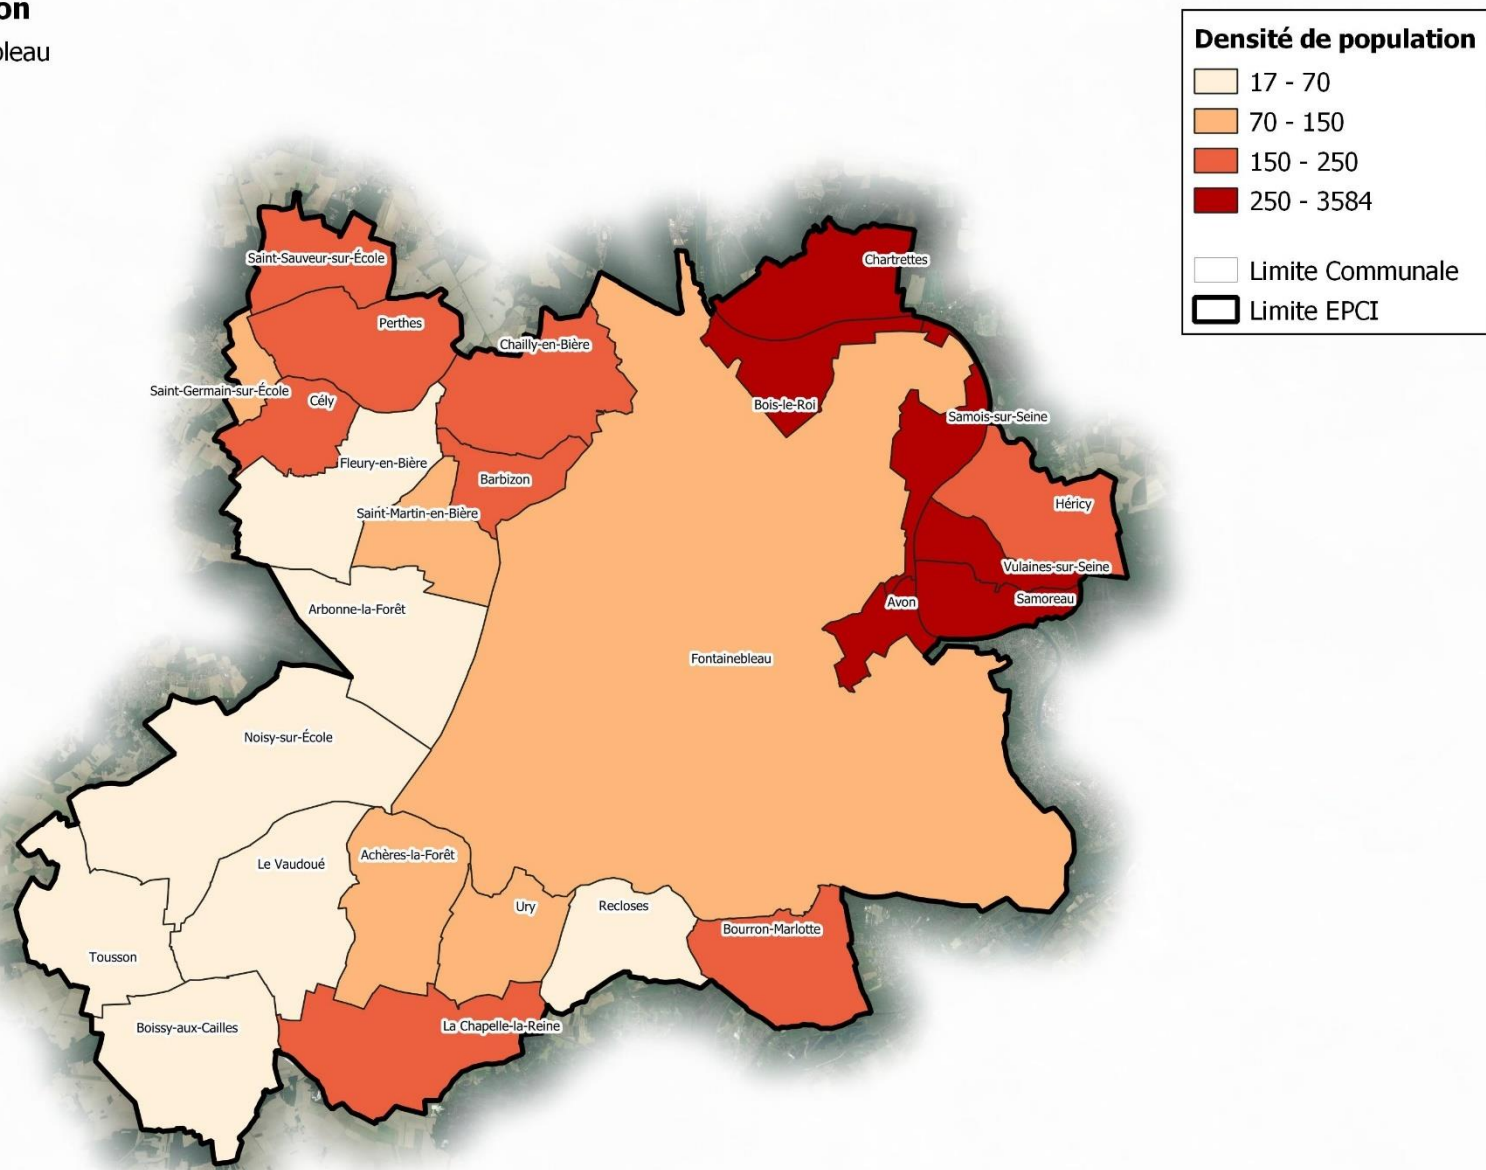 Densité de population
17 - 70
70 - 150
150 - 250
250 - 3584
Limite Communale
Limite EPCI
Saint-Sauveur-sur-École
Chartrettes
Perthes
Chailly-en-Bière
Saint-Germain-sur-École
Cély
Bois-le-Roi
Samois-sur-Seine
Fleury-en-Bière
Barbizon
Héricy
Saint-Martin-en-Bière
Vulaines-sur-Seine
Arbonne-la-Forêt
Avon
Samoreau
Fontainebleau
Noisy-sur-École
Le Vaudoué
Achères-la-Forêt
Ury
Recloses
Bourron-Marlotte
Tousson
Boissy-aux-Cailles
La Chapelle-la-Reine